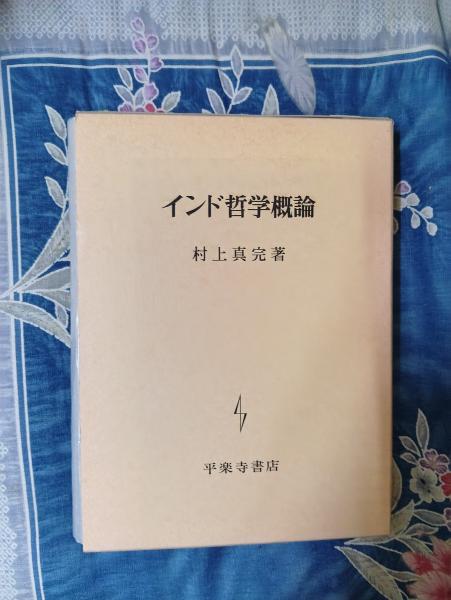 インド哲学概論
村上真完著
平楽寺書店